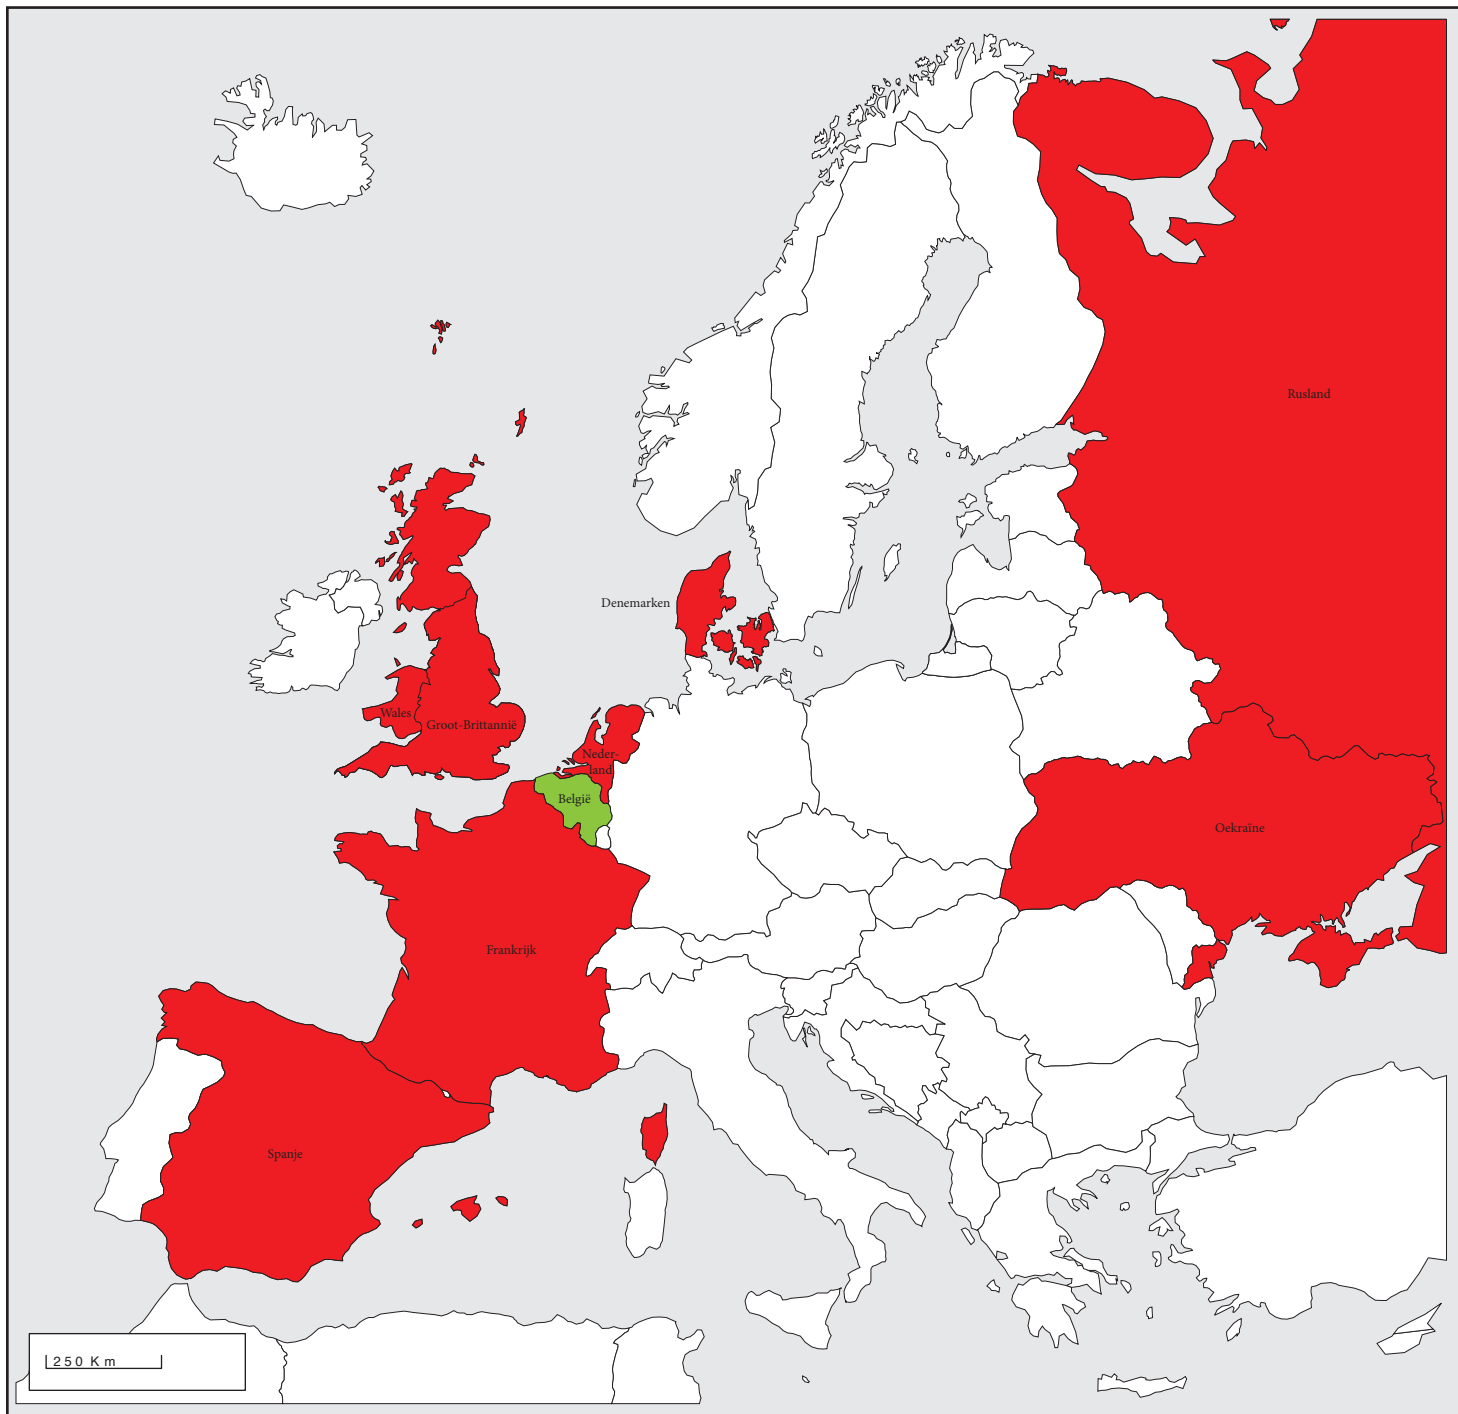 Rusland
Denemarken
Wales
Groot-Brittannië
Neder-
land
België
Oekraïne
Frankrijk
Spanje
250 Km